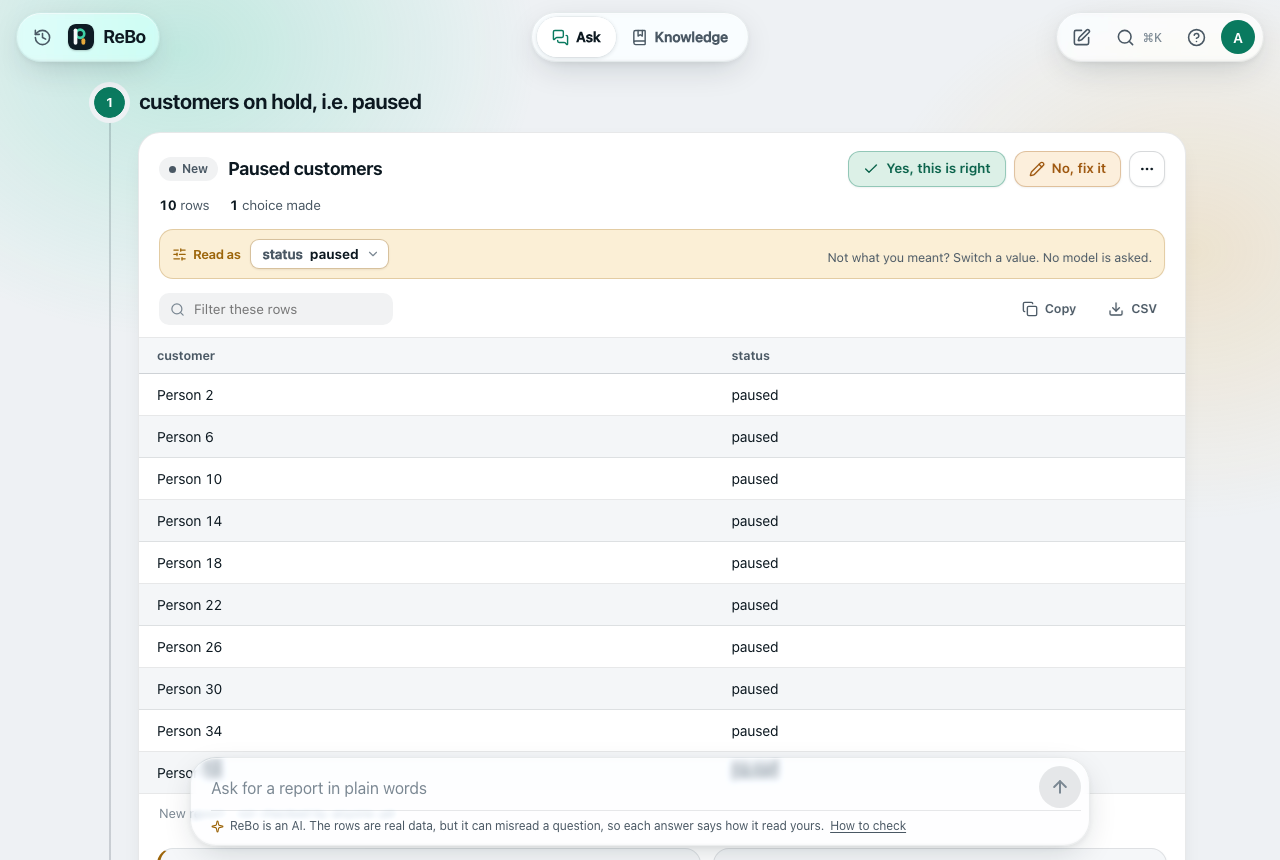 ReBo
Ask
Knowledge
⌘K
A
1
customers on hold, i.e. paused
New
Paused customers
Yes, this is right
No, fix it
10 rows
1 choice made
Read as
status paused
Not what you meant? Switch a value. No model is asked.
Filter these rows
Copy
CSV
customer status
Person 2 paused
Person 6 paused
Person 10 paused
Person 14 paused
Person 18 paused
Person 22 paused
Person 26 paused
Person 30 paused
Person 34 paused
Perso
Ask for a report in plain words
New
ReBo is an AI. The rows are real data, but it can misread a question, so each answer says how it read yours. How to check